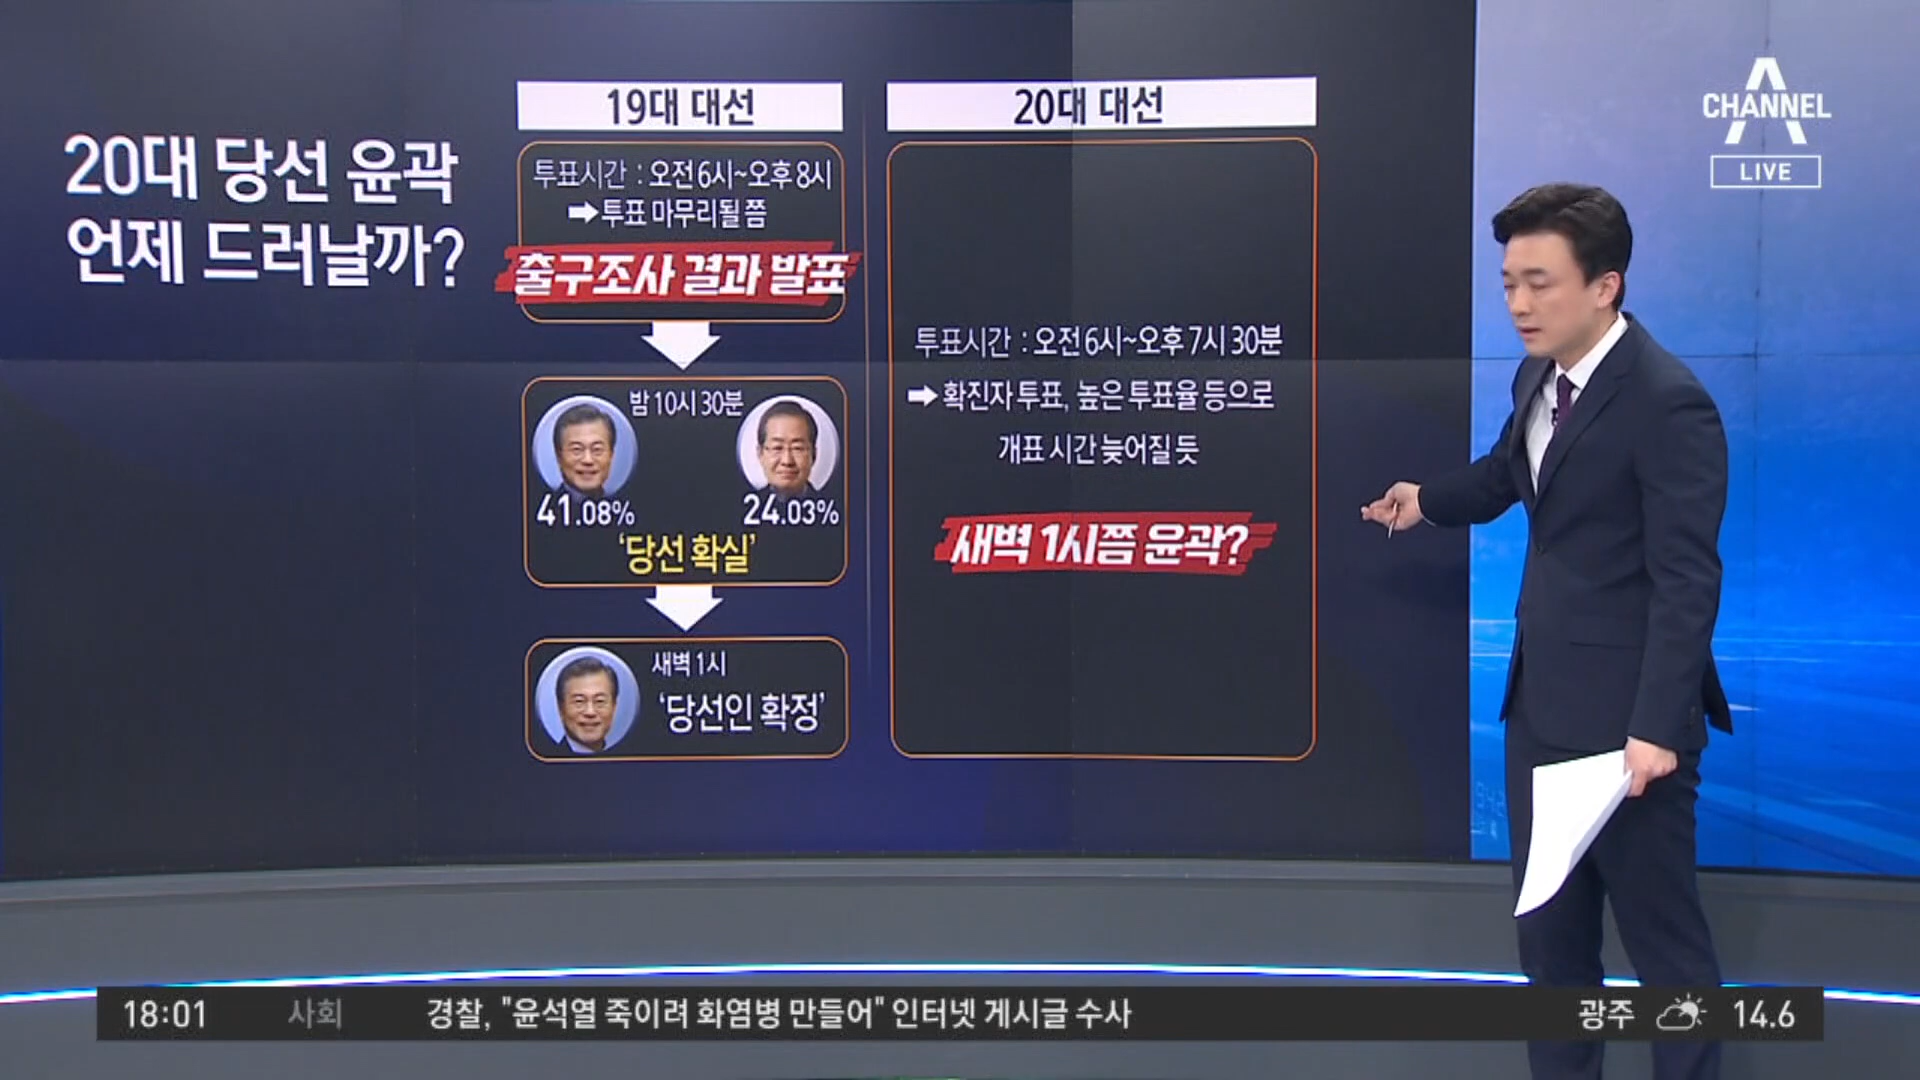 20대 당선 윤곽
언제 드러날까?
19대 대선
투표시간 : 오전 6시~오후 8시
➡투표 마무리될 쯤
출구조사 결과 발표
밤 10시 30분
41.08%
24.03%
‘당선 확실’
새벽 1시
‘당선인 확정’
20대 대선
투표시간 : 오전 6시~오후 7시 30분
➡ 확진자 투표, 높은 투표율 등으로
개표 시간 늦어질 듯
새벽 1시쯤 윤곽?
CHANNEL A
LIVE
18:01 사회 경찰, "윤석열 죽이려 화염병 만들어" 인터넷 게시글 수사 광주 14.6